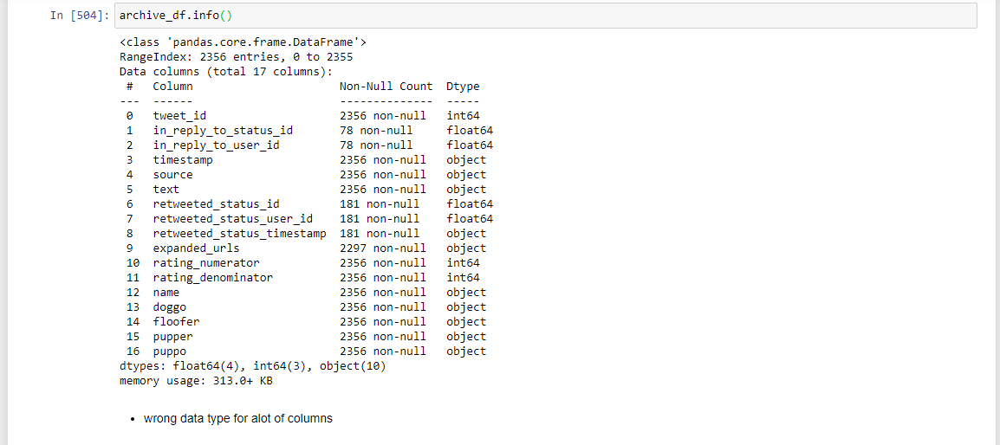 In [504]: archive_df.info()
<class 'pandas.core.frame.DataFrame'>
RangeIndex: 2356 entries, 0 to 2355
Data columns (total 17 columns):
 #   Column                      Non-Null Count  Dtype
---  ------                      --------------  -----
 0   tweet_id                    2356 non-null   int64
 1   in_reply_to_status_id       78 non-null     float64
 2   in_reply_to_user_id         78 non-null     float64
 3   timestamp                   2356 non-null   object
 4   source                      2356 non-null   object
 5   text                        2356 non-null   object
 6   retweeted_status_id         181 non-null    float64
 7   retweeted_status_user_id    181 non-null    float64
 8   retweeted_status_timestamp  181 non-null    object
 9   expanded_urls               2297 non-null   object
 10  rating_numerator            2356 non-null   int64
 11  rating_denominator          2356 non-null   int64
 12  name                        2356 non-null   object
 13  doggo                       2356 non-null   object
 14  floofer                     2356 non-null   object
 15  pupper                      2356 non-null   object
 16  puppo                       2356 non-null   object
dtypes: float64(4), int64(3), object(10)
memory usage: 313.0+ KB
• wrong data type for alot of columns